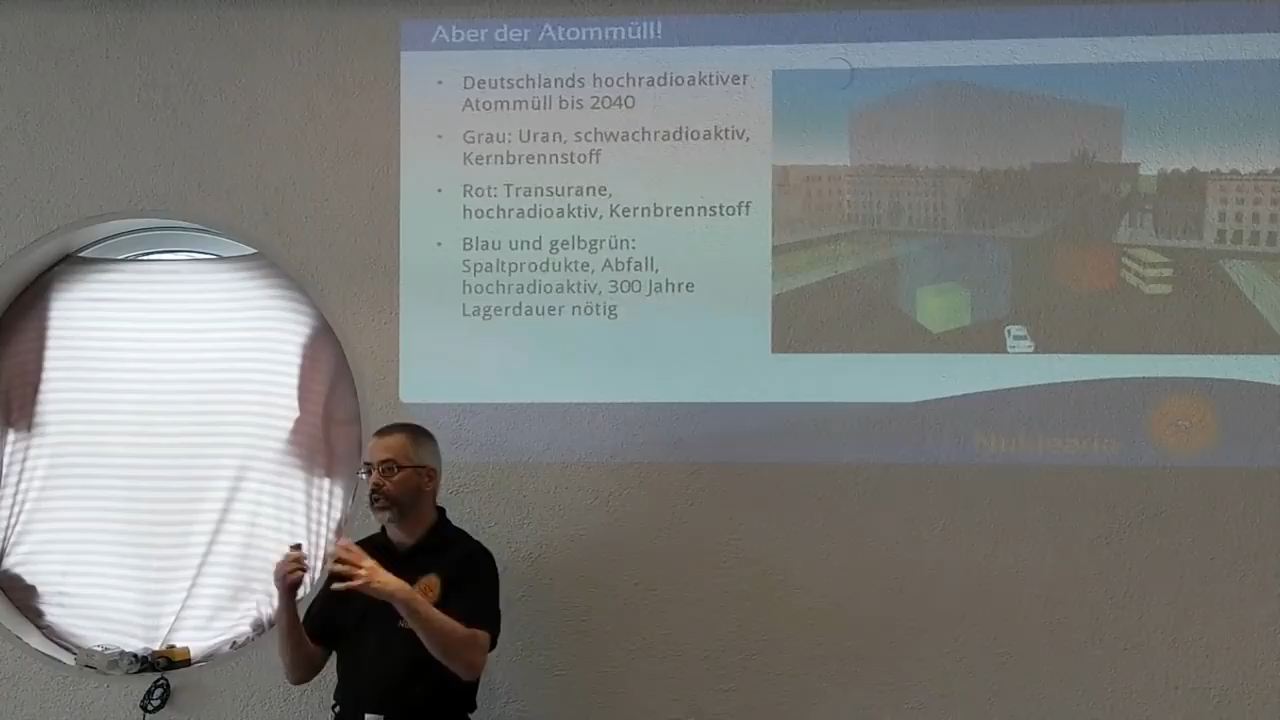 Aber der Atommüll!
• Deutschlands hochradioaktiver
Atommüll bis 2040
• Grau: Uran, schwachradioaktiv,
Kernbrennstoff
• Rot: Transurane,
hochradioaktiv, Kernbrennstoff
• Blau und gelbgrün:
Spaltprodukte, Abfall,
hochradioaktiv, 300 Jahre
Lagerdauer nötig